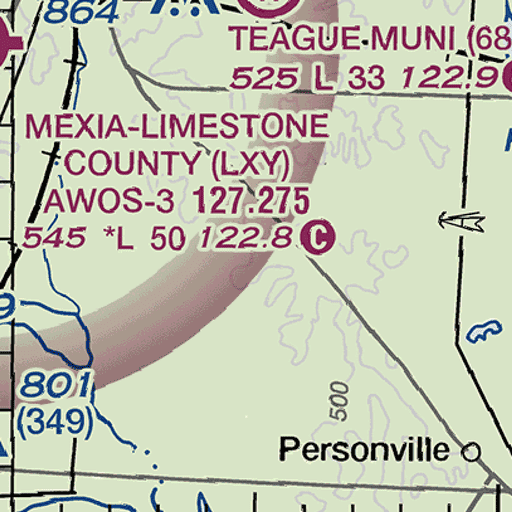 864
TEAGUE-MUNI (68
525 L 33 122.9
MEXIA-LIMESTONE
COUNTY (LXY)
AWOS-3 127.275
545 *L 50 122.8 C
9
801
(349)
500
Personville